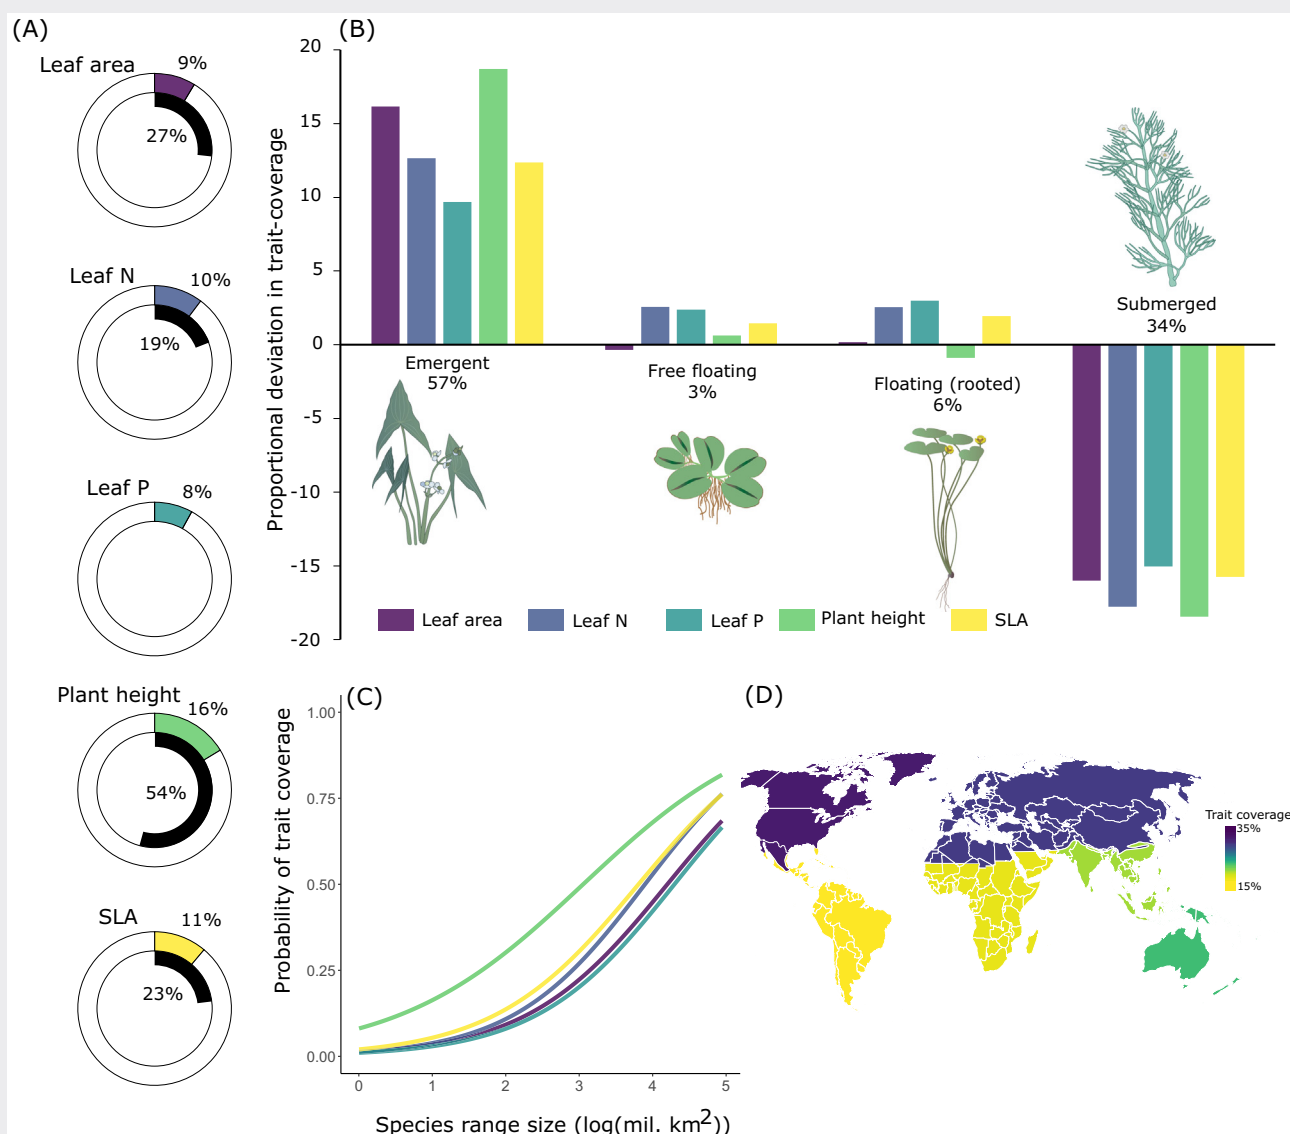 (A)
Leaf area
9%
27%
Leaf N
10%
19%
Leaf P
8%
Plant height
16%
54%
SLA
11%
23%
(B)
Proportional deviation in trait-coverage
20
15
10
5
0
-5
-10
-15
-20
Emergent
57%
Free floating
3%
Floating (rooted)
6%
Submerged
34%
Leaf area
Leaf N
Leaf P
Plant height
SLA
(C)
Probability of trait coverage
1.00
0.75
0.50
0.25
0.00
0 1 2 3 4 5
Species range size (log(mil. km²))
(D)
Trait coverage
35%
15%